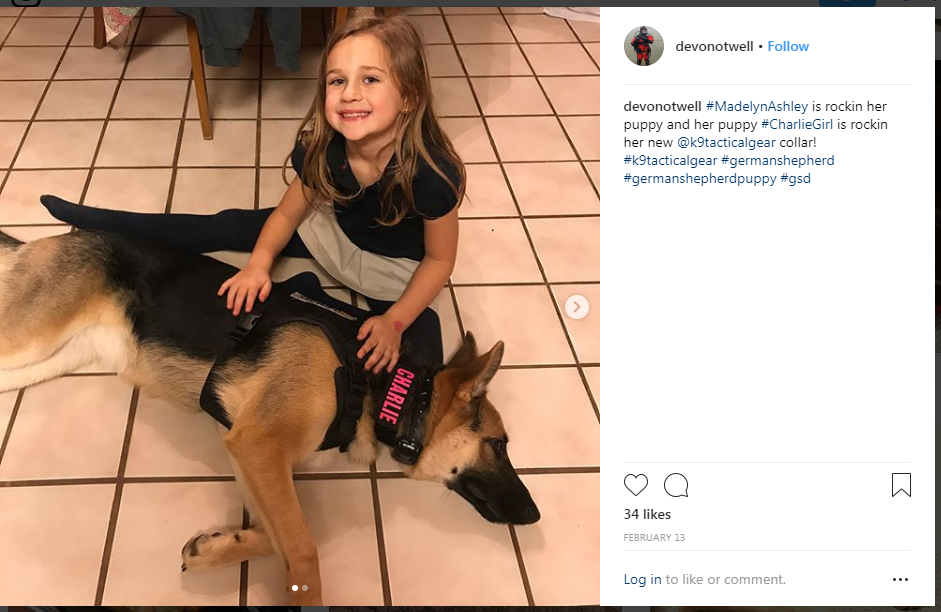 devonotwell • Follow
devonotwell #MadelynAshley is rockin her
puppy and her puppy #CharlieGirl is rockin
her new @k9tacticalgear collar!
#k9tacticalgear #germanshepherd
#germanshepherdpuppy #gsd
CHARLIE
34 likes
FEBRUARY 13
Log in to like or comment.